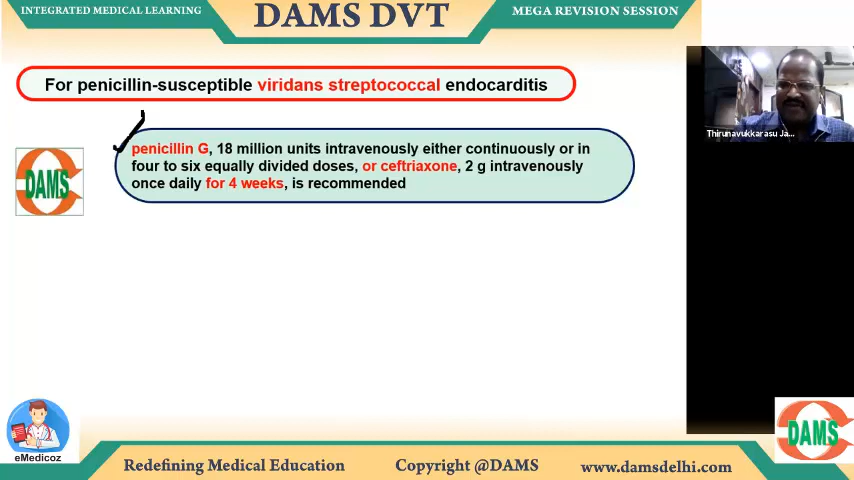 INTEGRATED MEDICAL LEARNING
DAMS DVT
MEGA REVISION SESSION
For penicillin-susceptible viridans streptococcal endocarditis
Thirunavukkarasu Ja...
penicillin G, 18 million units intravenously either continuously or in
four to six equally divided doses, or ceftriaxone, 2 g intravenously
once daily for 4 weeks, is recommended
DAMS
DAMS
eMedicoz
Redefining Medical Education
Copyright @DAMS
www.damsdelhi.com